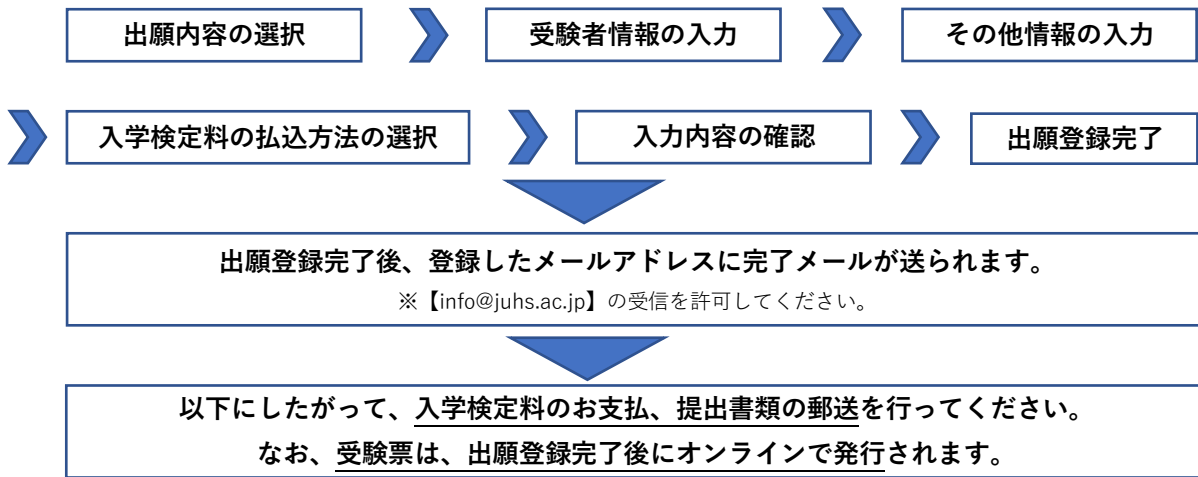 出願内容の選択
受験者情報の入力
その他情報の入力
入学検定料の払込方法の選択
入力内容の確認
出願登録完了
出願登録完了後、登録したメールアドレスに完了メールが送られます。
※【info@juhs.ac.jp】の受信を許可してください。
以下にしたがって、入学検定料のお支払、提出書類の郵送を行ってください。
なお、受験票は、出願登録完了後にオンラインで発行されます。